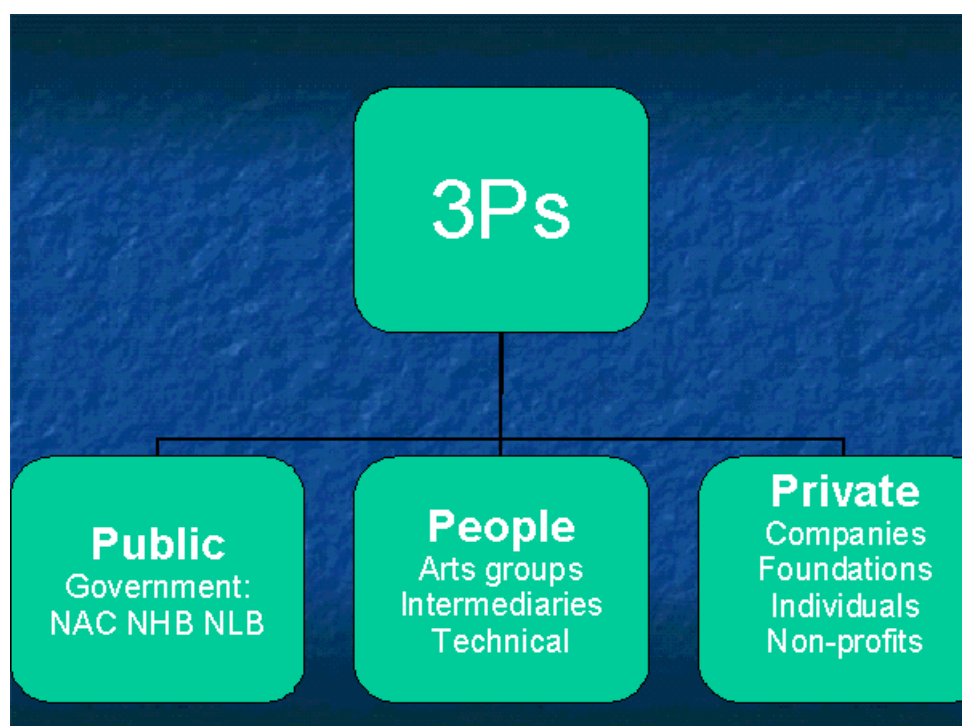 3Ps
Public
Government:
NAC NHB NLB
People
Arts groups
Intermediaries
Technical
Private
Companies
Foundations
Individuals
Non-profits